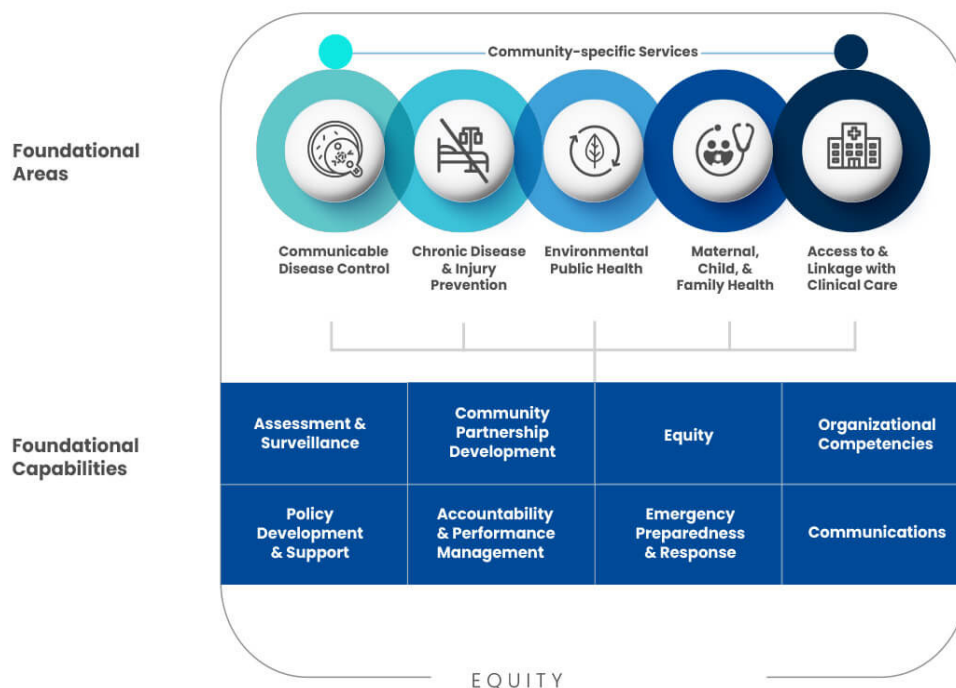 Community-specific Services
Foundational
Areas
Communicable
Disease Control
Chronic Disease
& Injury
Prevention
Environmental
Public Health
Maternal,
Child, &
Family Health
Access to &
Linkage with
Clinical Care
Foundational
Capabilities
Assessment &
Surveillance
Community
Partnership
Development
Equity
Organizational
Competencies
Policy
Development
& Support
Accountability
& Performance
Management
Emergency
Preparedness
& Response
Communications
EQUITY